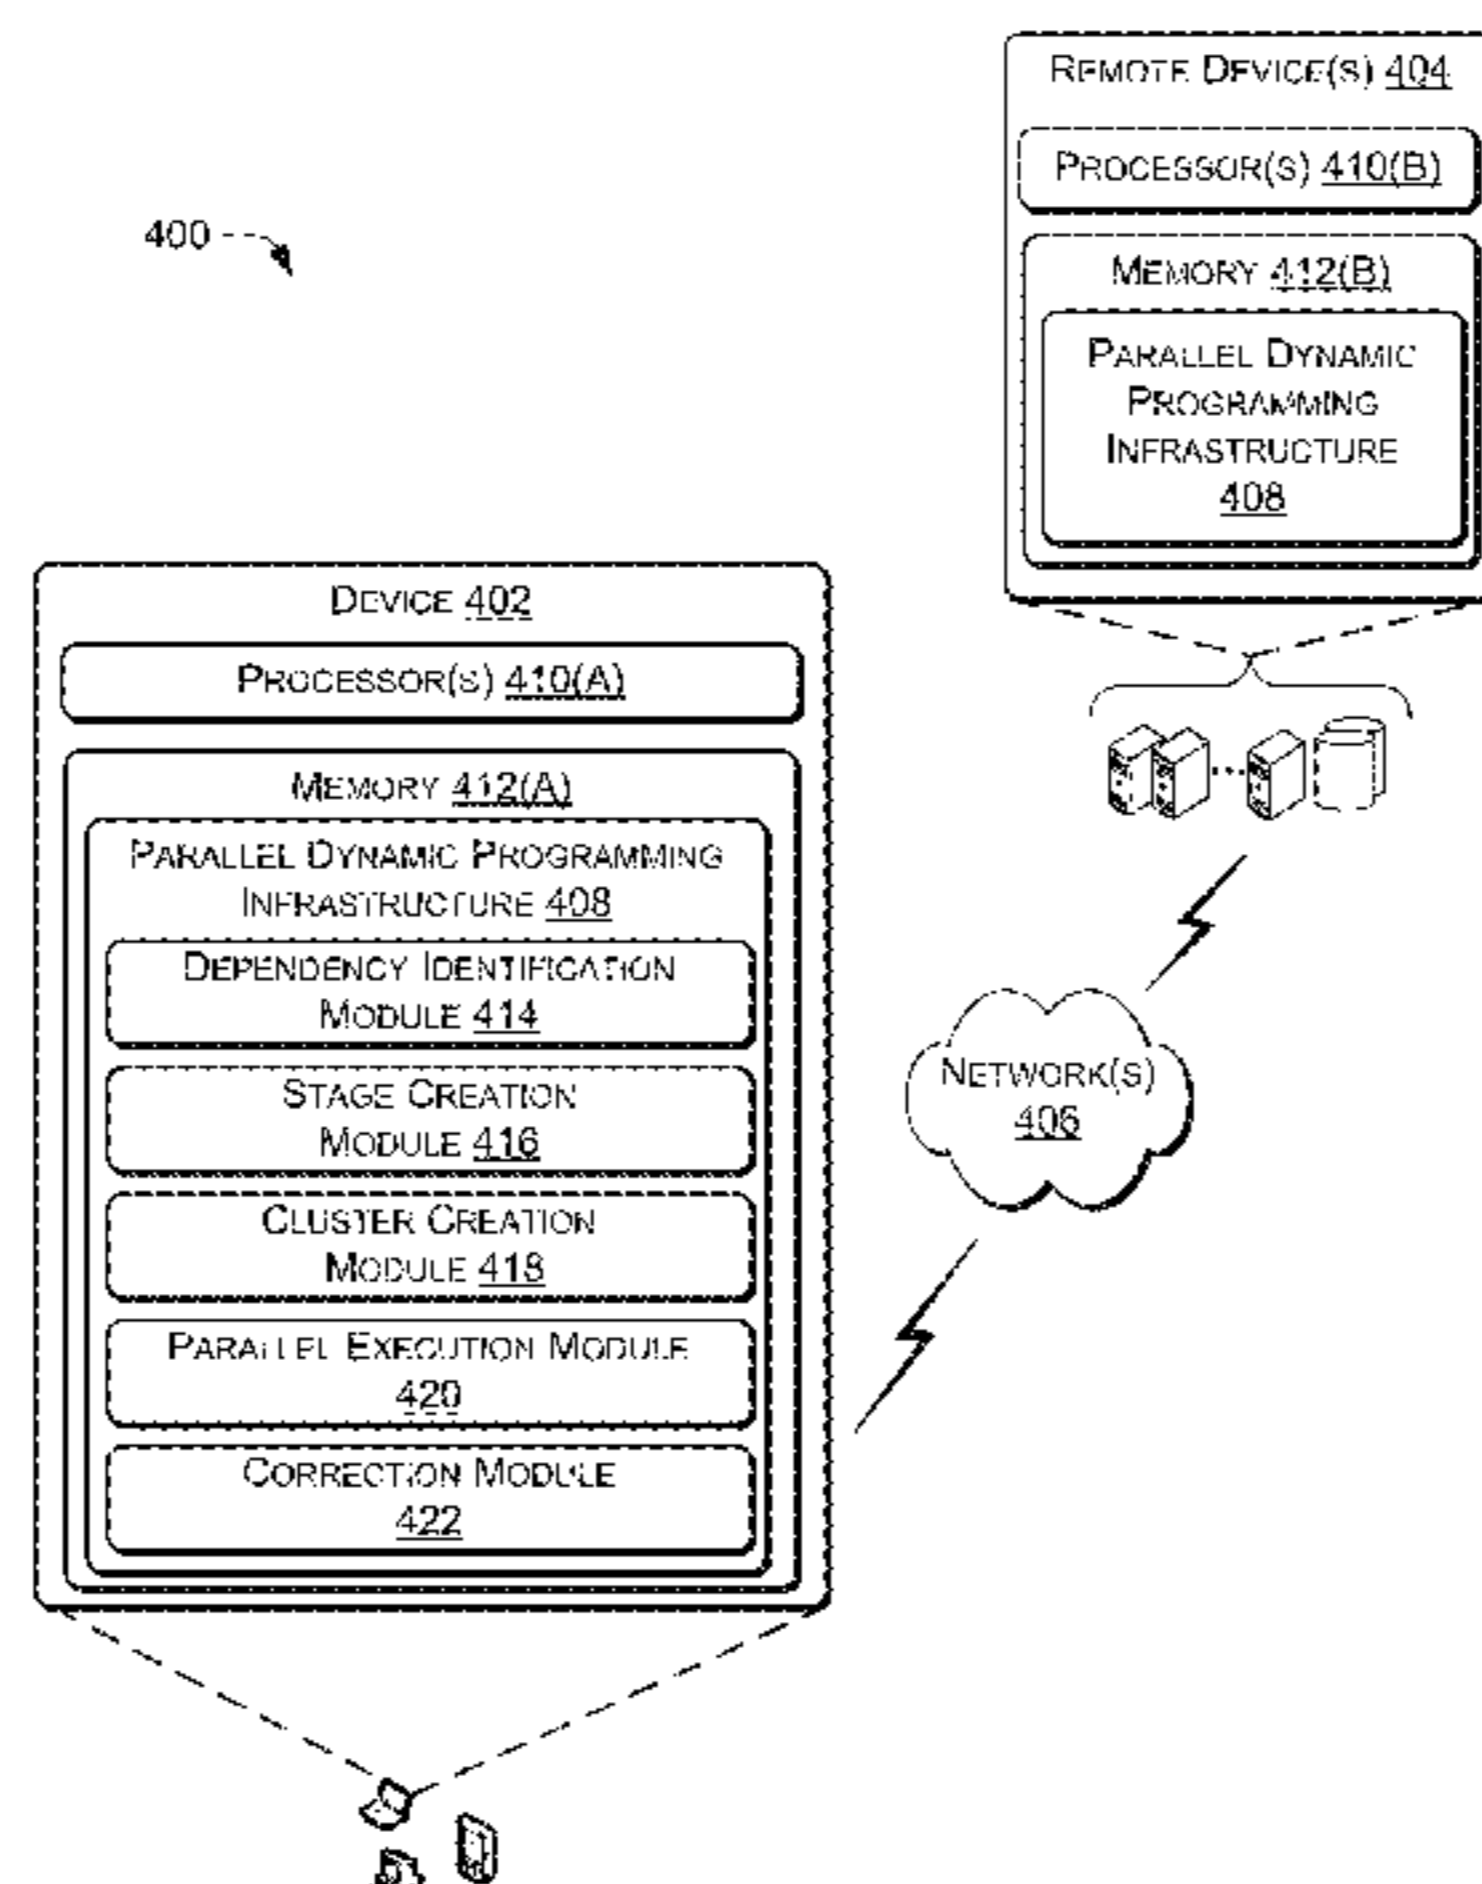 REMOTE DEVICE(S) 404
PROCESSOR(S) 410(B)
MEMORY 412(B)
PARALLEL DYNAMIC
PROGRAMMING
INFRASTRUCTURE
408
400
DEVICE 402
PROCESSOR(S) 410(A)
MEMORY 412(A)
PARALLEL DYNAMIC PROGRAMMING
INFRASTRUCTURE 408
DEPENDENCY IDENTIFICATION
MODULE 414
STAGE CREATION
MODULE 416
CLUSTER CREATION
MODULE 418
PARALLEL EXECUTION MODULE
420
CORRECTION MODULE
422
NETWORK(S)
406